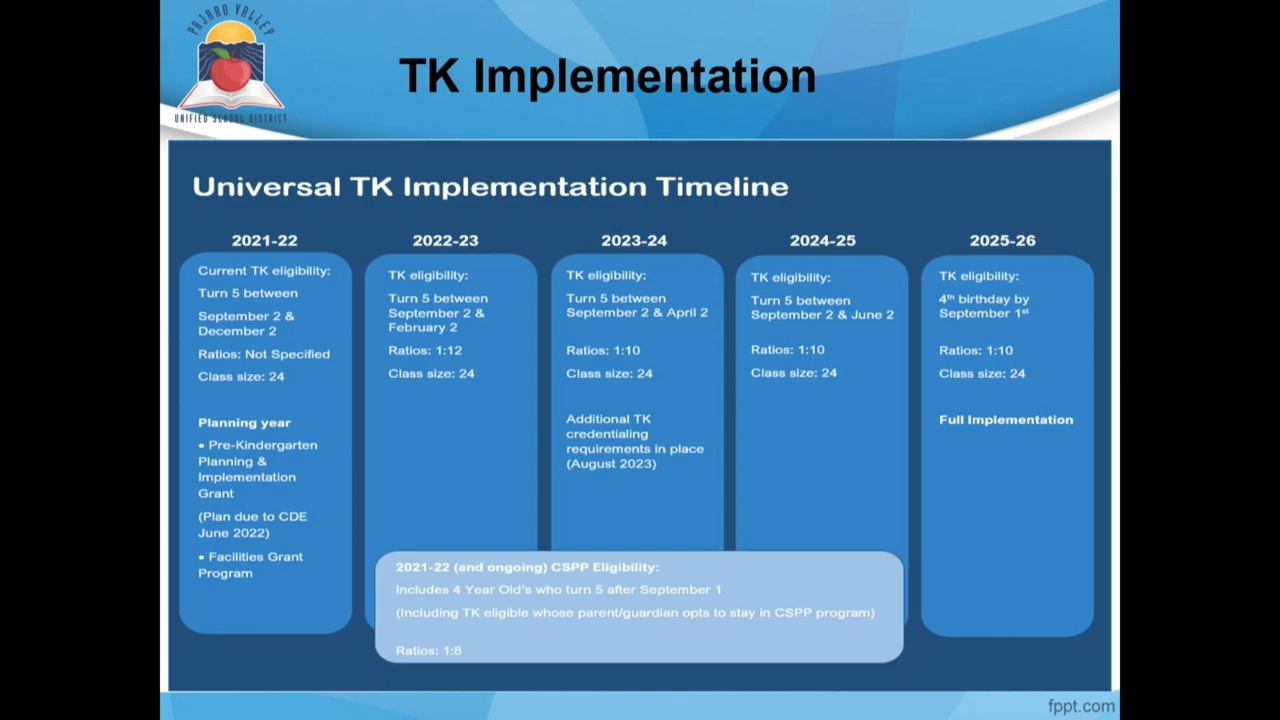 PAJARO VALLEY
UNIFIED SCHOOL DISTRICT
TK Implementation
Universal TK Implementation Timeline
2021-22
Current TK eligibility:
Turn 5 between
September 2 &
December 2
Ratios: Not Specified
Class size: 24
Planning year
• Pre-Kindergarten
Planning &
Implementation
Grant
(Plan due to CDE
June 2022)
• Facilities Grant
Program
2022-23
TK eligibility:
Turn 5 between
September 2 &
February 2
Ratios: 1:12
Class size: 24
2023-24
TK eligibility:
Turn 5 between
September 2 & April 2
Ratios: 1:10
Class size: 24
Additional TK
credentialing
requirements in place
(August 2023)
2024-25
TK eligibility:
Turn 5 between
September 2 & June 2
Ratios: 1:10
Class size: 24
2025-26
TK eligibility:
4th birthday by
September 1st
Ratios: 1:10
Class size: 24
Full Implementation
2021-22 (and ongoing) CSPP Eligibility:
Includes 4 Year Old's who turn 5 after September 1
(Including TK eligible whose parent/guardian opts to stay in CSPP program)
Ratios: 1:8
fppt.com